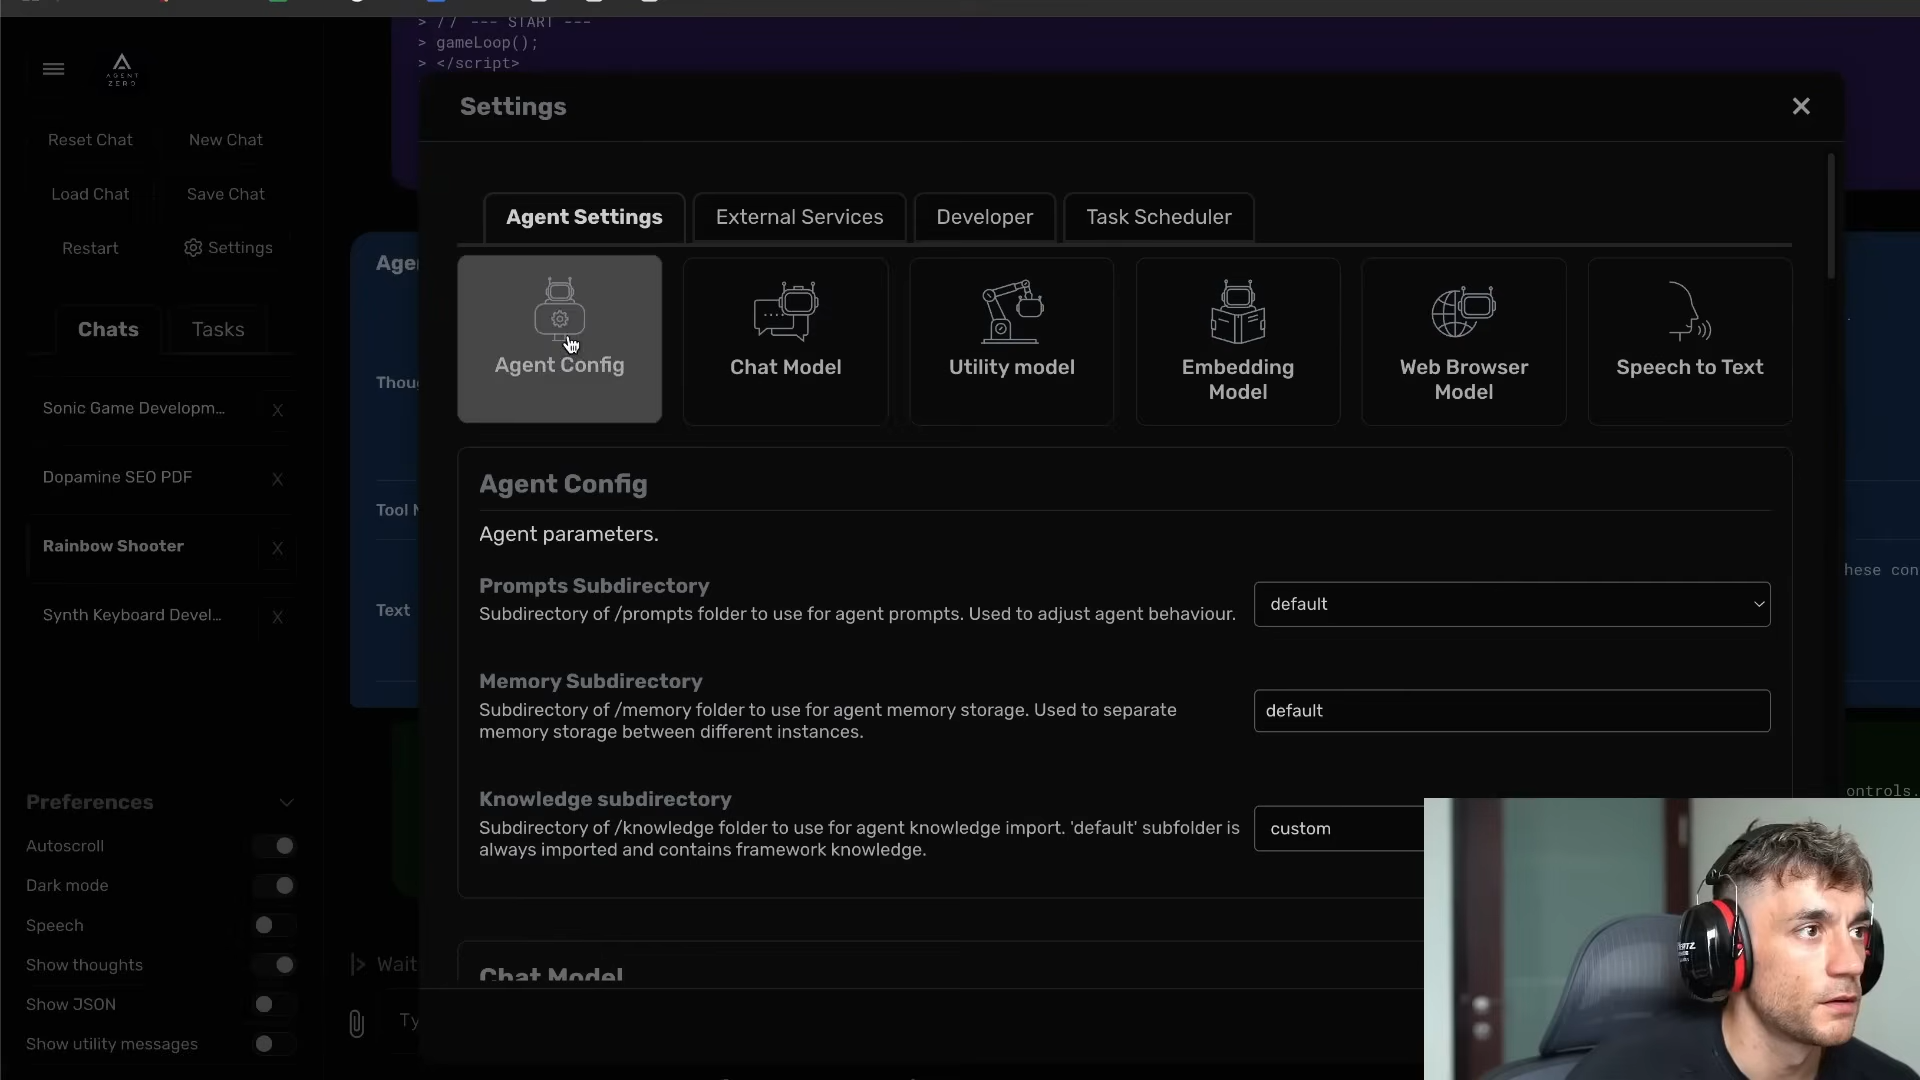 > // --- START ---
> gameLoop();
> </script>
AGENT
ZERO
Settings
Reset Chat
New Chat
Load Chat
Save Chat
Restart
Settings
Agent Settings
External Services
Developer
Task Scheduler
Agent Config
Chat Model
Utility model
Embedding
Model
Web Browser
Model
Speech to Text
Chats
Tasks
Sonic Game Developm...
X
Dopamine SEO PDF
X
Rainbow Shooter
X
Synth Keyboard Devel...
X
Age
Thou
Tool N
Text
Agent Config
Agent parameters.
Prompts Subdirectory
Subdirectory of /prompts folder to use for agent prompts. Used to adjust agent behaviour.
default
Memory Subdirectory
Subdirectory of /memory folder to use for agent memory storage. Used to separate
memory storage between different instances.
default
Knowledge subdirectory
Subdirectory of /knowledge folder to use for agent knowledge import. 'default' subfolder is
always imported and contains framework knowledge.
custom
Chat Model
hese con
ontrols.
Preferences
Autoscroll
Dark mode
Speech
Show thoughts
Show JSON
Show utility messages
|> Wait
Ty